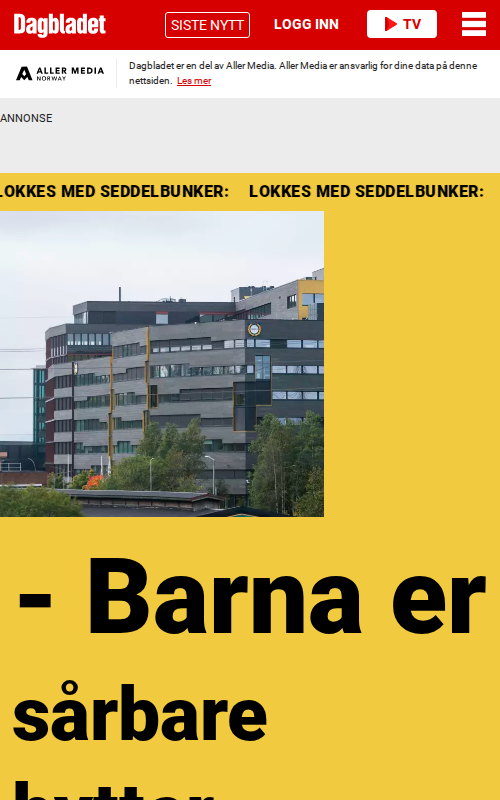 Dagbladet
SISTE NYTT
LOGG INN
TV
ALLER MEDIA
NORWAY
Dagbladet er en del av Aller Media. Aller Media er ansvarlig for dine data på denne
nettsiden. Les mer
ANNONSE
LOKKES MED SEDDELBUNKER: LOKKES MED SEDDELBUNKER:
- Barna er
sårbare